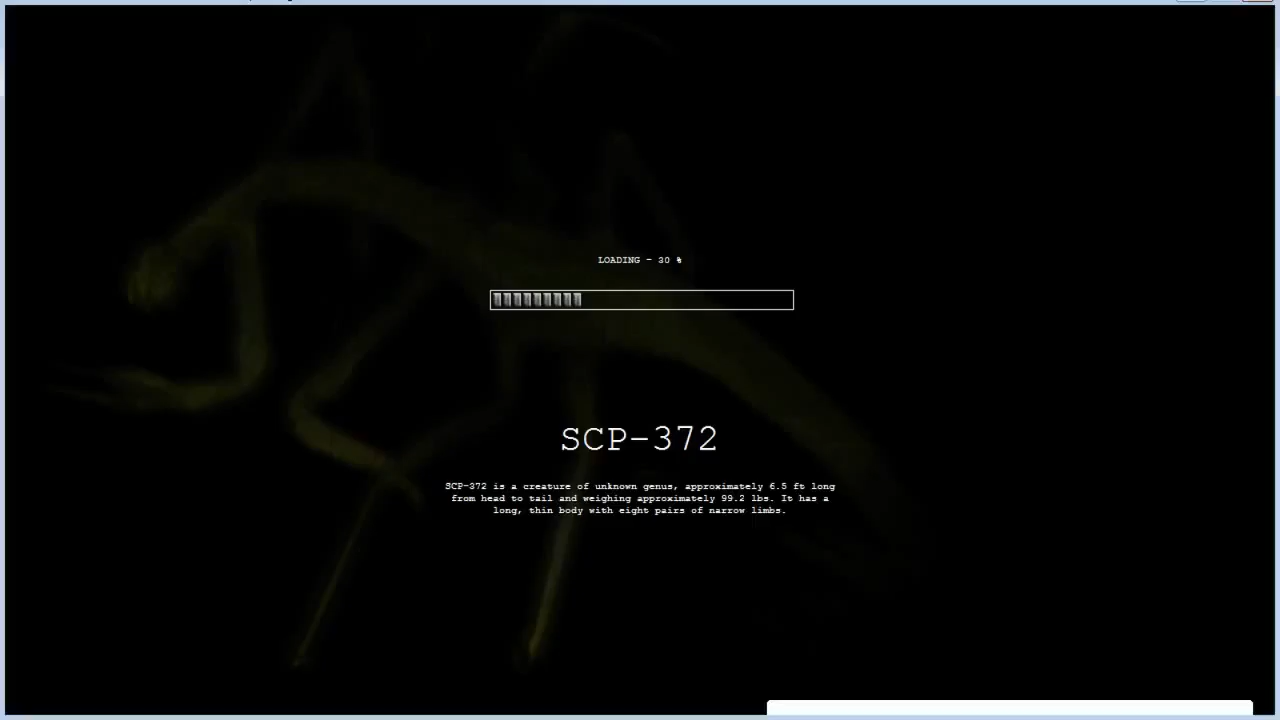 LOADING - 30 %
SCP-372
SCP-372 is a creature of unknown genus, approximately 6.5 ft long
from head to tail and weighing approximately 99.2 lbs. It has a
long, thin body with eight pairs of narrow limbs.